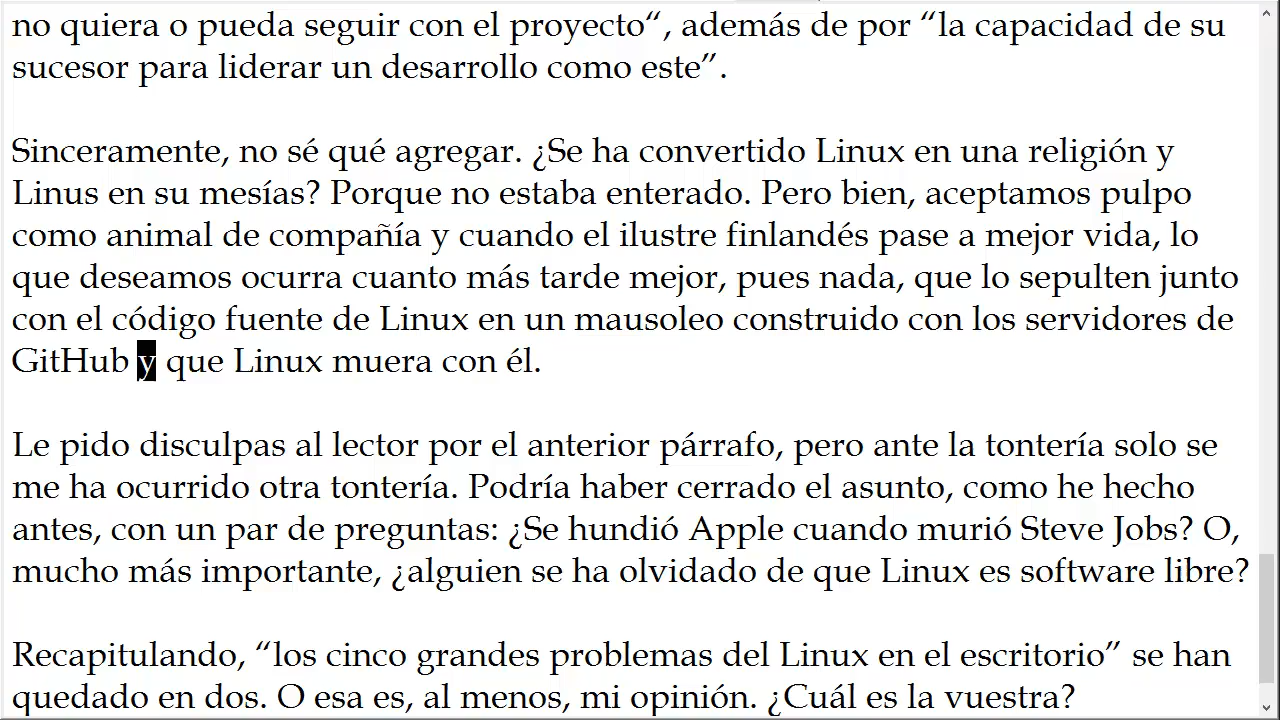 no quiera o pueda seguir con el proyecto“, además de por “la capacidad de su
sucesor para liderar un desarrollo como este”.
Sinceramente, no sé qué agregar. ¿Se ha convertido Linux en una religión y
Linus en su mesías? Porque no estaba enterado. Pero bien, aceptamos pulpo
como animal de compañía y cuando el ilustre finlandés pase a mejor vida, lo
que deseamos ocurra cuanto más tarde mejor, pues nada, que lo sepulten junto
con el código fuente de Linux en un mausoleo construido con los servidores de
GitHub y que Linux muera con él.
Le pido disculpas al lector por el anterior párrafo, pero ante la tontería solo se
me ha ocurrido otra tontería. Podría haber cerrado el asunto, como he hecho
antes, con un par de preguntas: ¿Se hundió Apple cuando murió Steve Jobs? O,
mucho más importante, ¿alguien se ha olvidado de que Linux es software libre?
Recapitulando, “los cinco grandes problemas del Linux en el escritorio” se han
quedado en dos. O esa es, al menos, mi opinión. ¿Cuál es la vuestra?